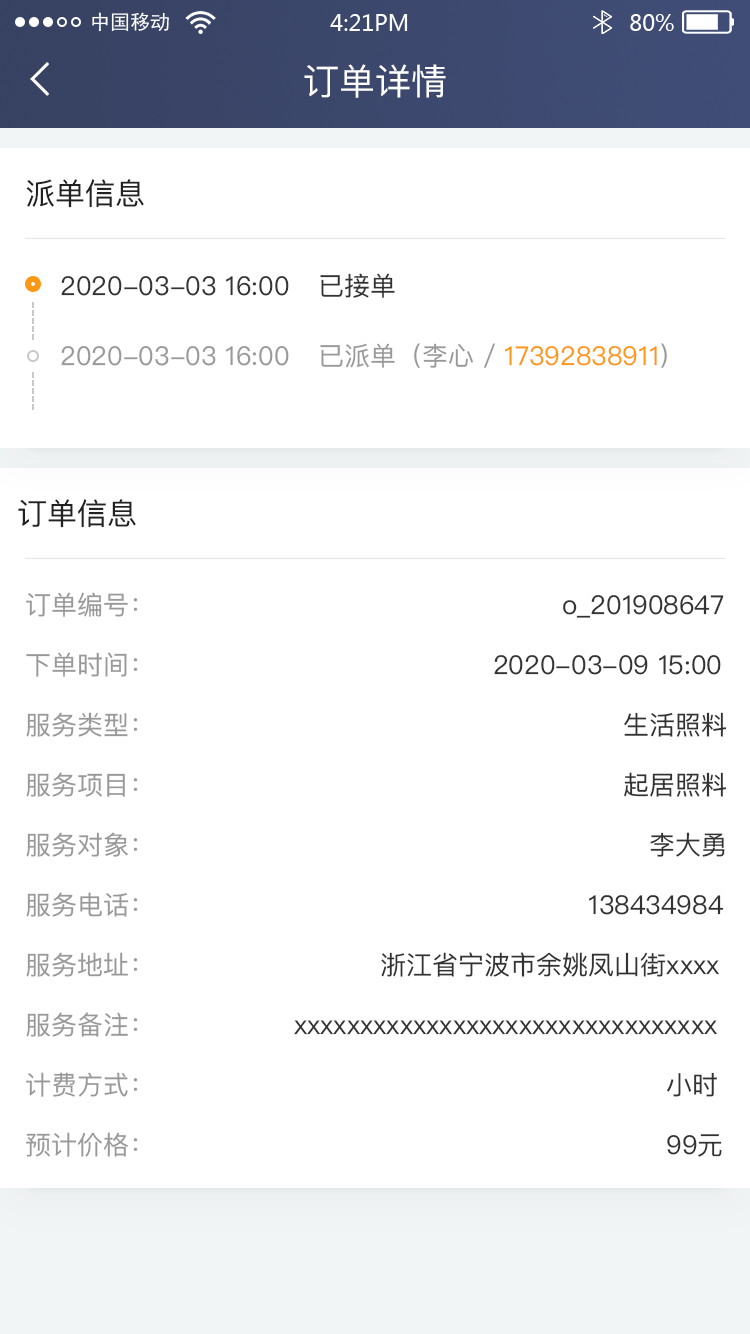 中国移动 4:21PM 80%
订单详情
派单信息
2020–03–03 16:00 已接单
2020–03–03 16:00 已派单（李心 / 17392838911)
订单信息
订单编号: o_201908647
下单时间: 2020–03–09 15:00
服务类型: 生活照料
服务项目: 起居照料
服务对象: 李大勇
服务电话: 138434984
服务地址: 浙江省宁波市余姚凤山街xxxx
服务备注: xxxxxxxxxxxxxxxxxxxxxxxxxxxxxxxx
计费方式: 小时
预计价格: 99元